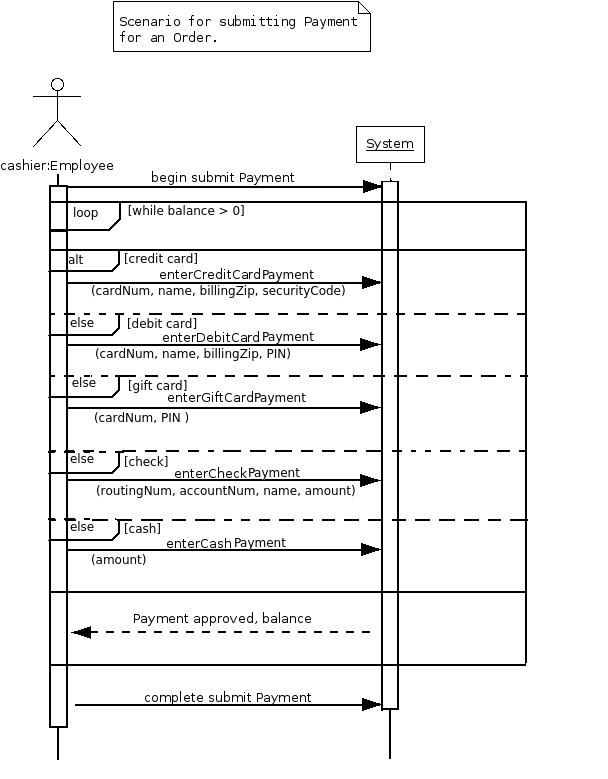 Scenario for submitting Payment
for an Order.
System
cashier:Employee
begin submit Payment
loop
[while balance > 0]
alt
[credit card]
enterCreditCardPayment
(cardNum, name, billingZip, securityCode)
else
[debit card]
enterDebitCardPayment
(cardNum, name, billingZip, PIN)
else
[gift card]
enterGiftCardPayment
(cardNum, PIN )
else
[check]
enterCheckPayment
(routingNum, accountNum, name, amount)
else
[cash]
enterCash Payment
(amount)
Payment approved, balance
complete submit Payment